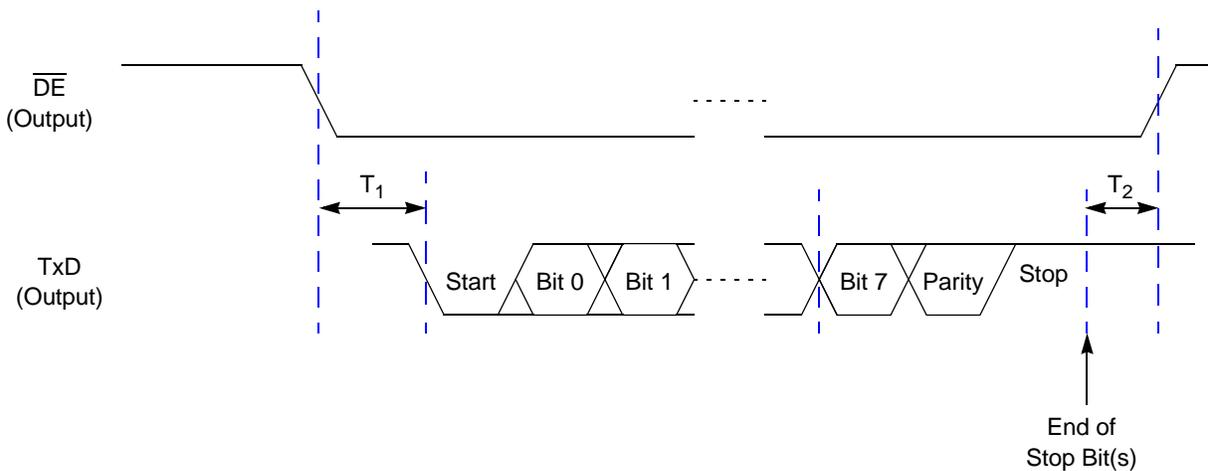 DE
(Output)
T1
T2
TxD
(Output)
Start
Bit 0
Bit 1
Bit 7
Parity
Stop
End of
Stop Bit(s)